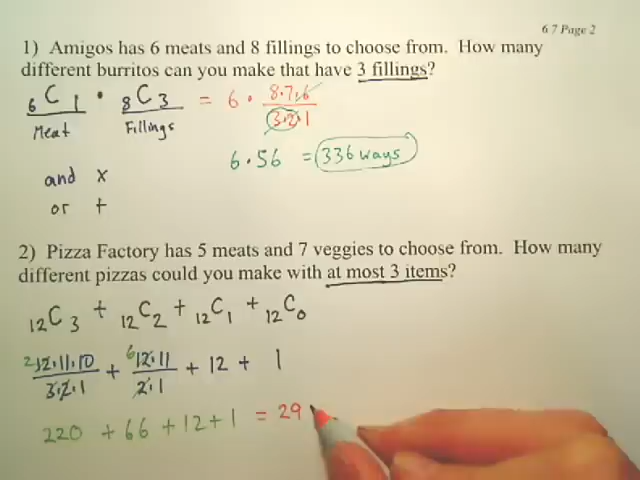 6 7 Page 2
1) Amigos has 6 meats and 8 fillings to choose from. How many
different burritos can you make that have 3 fillings?
₆C₁ · ₈C₃ = 6 · 8·7·6 / 3·2·1
Meat Fillings
6·56 = 336 ways
and x
or +
2) Pizza Factory has 5 meats and 7 veggies to choose from. How many
different pizzas could you make with at most 3 items?
₁₂C₃ + ₁₂C₂ + ₁₂C₁ + ₁₂C₀
2 12·11·10 / 3·2·1 + 6 12·11 / 2·1 + 12 + 1
220 + 66 + 12 + 1 = 29